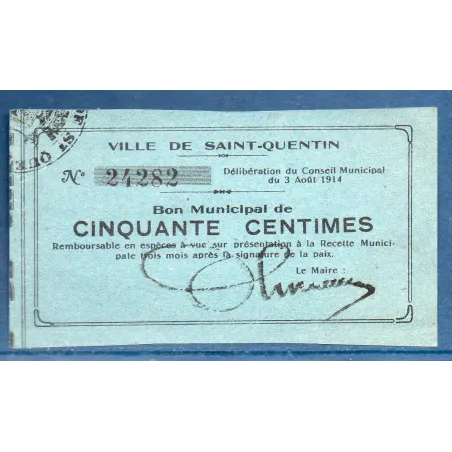 VILLE DE SAINT-QUENTIN
N° 24282
Délibération du Conseil Municipal
du 3 Août 1914
Bon Municipal de
CINQUANTE CENTIMES
Remboursable en espèces à vue sur présentation à la Recette Munici-
pale trois mois après la signature de la paix.
Le Maire :